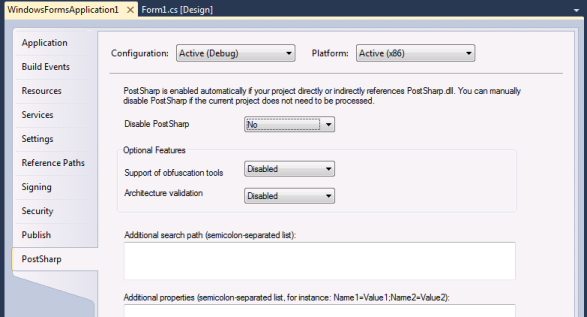 WindowsFormsApplication1 × Form1.cs [Design]
Application
Build Events
Resources
Services
Settings
Reference Paths
Signing
Security
Publish
PostSharp
Configuration: Active (Debug) Platform: Active (x86)
PostSharp is enabled automatically if your project directly or indirectly references PostSharp.dll. You can manually
disable PostSharp if the current project does not need to be processed.
Disable PostSharp No
Optional Features
Support of obfuscation tools Disabled
Architecture validation Disabled
Additional search path (semicolon-separated list):
Additional properties (semicolon-separated list, for instance: Name1=Value1;Name2=Value2):